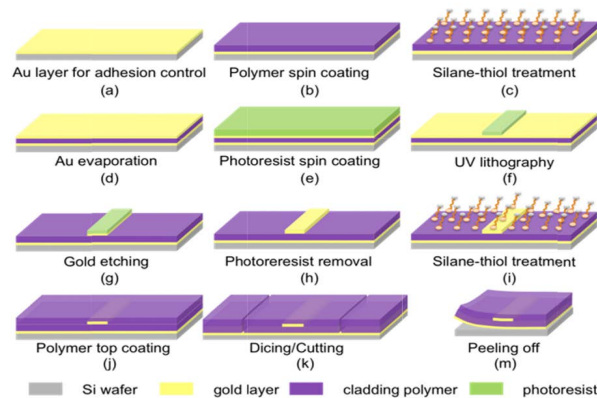 Au layer for adhesion control
(a)
Polymer spin coating
(b)
Silane-thiol treatment
(c)
Au evaporation
(d)
Photoresist spin coating
(e)
UV lithography
(f)
Gold etching
(g)
Photoreresist removal
(h)
Silane-thiol treatment
(i)
Polymer top coating
(j)
Dicing/Cutting
(k)
Peeling off
(m)
Si wafer
gold layer
cladding polymer
photoresist